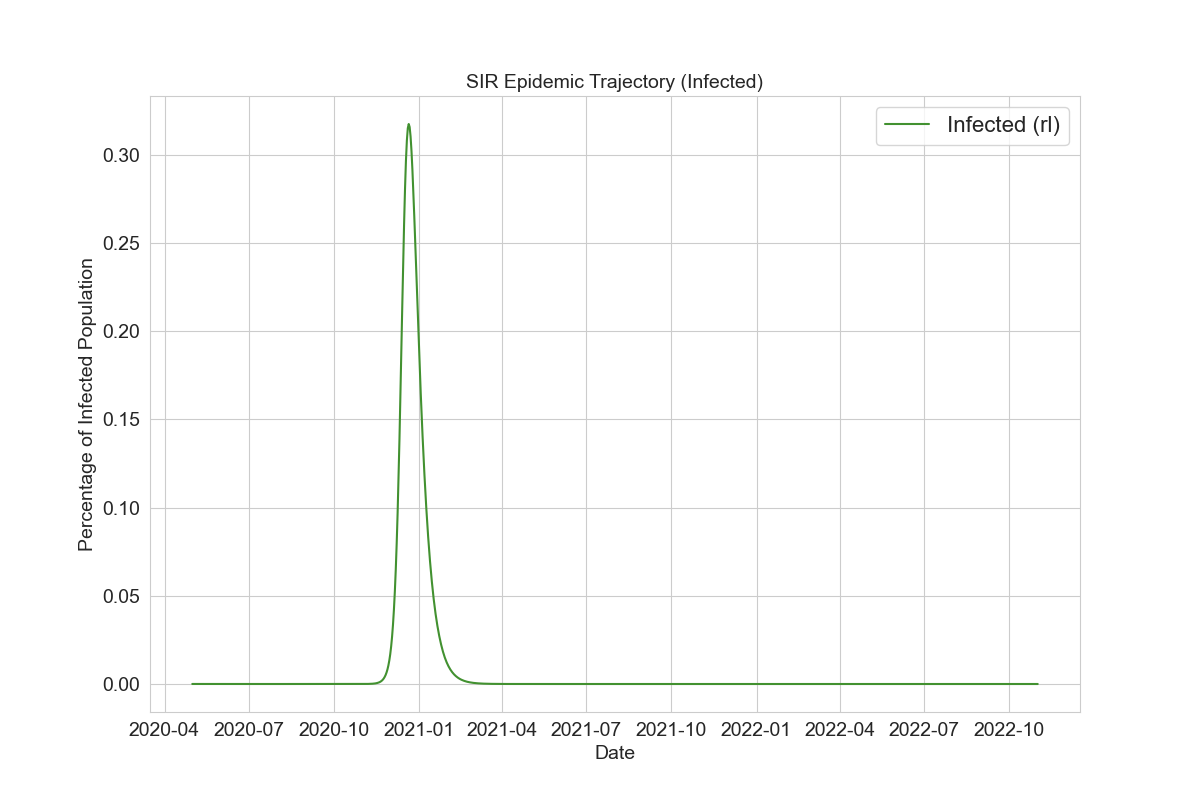 SIR Epidemic Trajectory (Infected)
Infected (rl)
Percentage of Infected Population
0.30
0.25
0.20
0.15
0.10
0.05
0.00
2020-04 2020-07 2020-10 2021-01 2021-04 2021-07 2021-10 2022-01 2022-04 2022-07 2022-10
Date